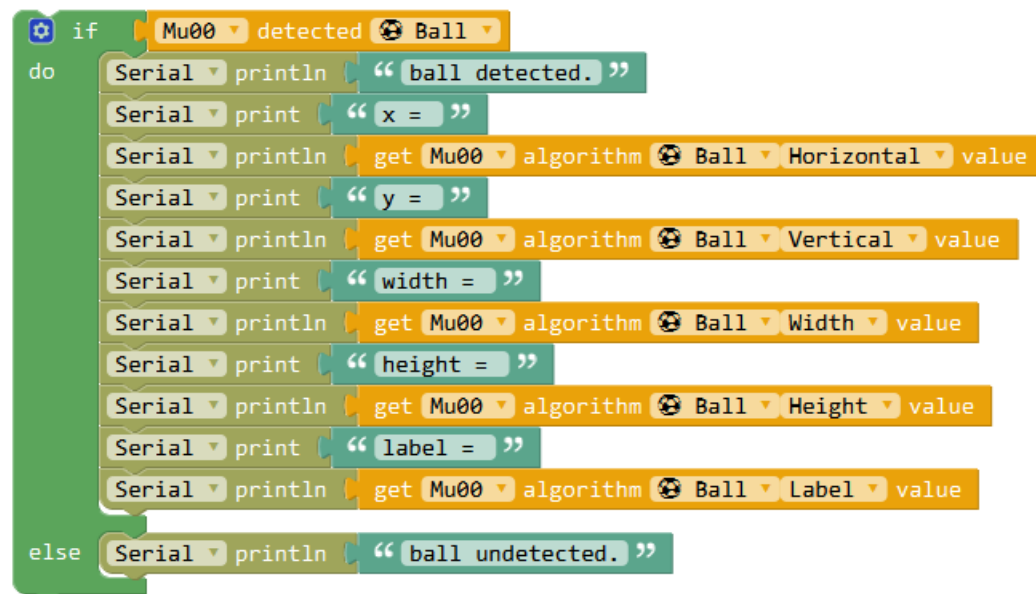 if Mu00 detected Ball
do Serial println “ ball detected. ”
Serial print “ x = ”
Serial println get Mu00 algorithm Ball Horizontal value
Serial print “ y = ”
Serial println get Mu00 algorithm Ball Vertical value
Serial print “ width = ”
Serial println get Mu00 algorithm Ball Width value
Serial print “ height = ”
Serial println get Mu00 algorithm Ball Height value
Serial print “ label = ”
Serial println get Mu00 algorithm Ball Label value
else Serial println “ ball undetected. ”